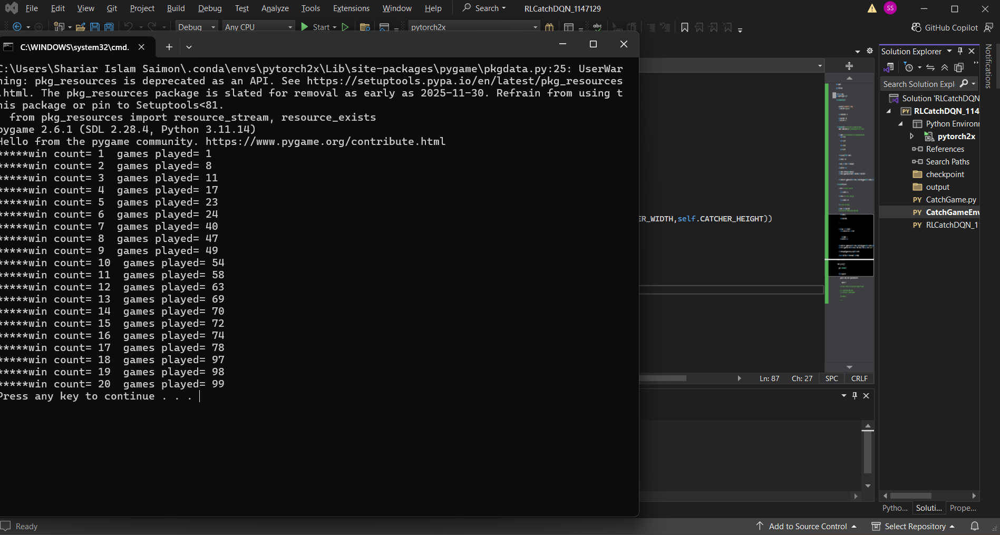 File Edit View Git Project Build Debug Test Analyze Tools Extensions Window Help Search RLCatchDQN_1147129 SS
Debug Any CPU Start pytorch2x abc GitHub Copilot
C:\WINDOWS\system32\cmd.
C:\Users\Shariar Islam Saimon\.conda\envs\pytorch2x\Lib\site-packages\pygame\pkgdata.py:25: UserWar
ning: pkg_resources is deprecated as an API. See https://setuptools.pypa.io/en/latest/pkg_resources
.html. The pkg_resources package is slated for removal as early as 2025-11-30. Refrain from using t
his package or pin to Setuptools<81.
from pkg_resources import resource_stream, resource_exists
pygame 2.6.1 (SDL 2.28.4, Python 3.11.14)
Hello from the pygame community. https://www.pygame.org/contribute.html
*****win count= 1  games played= 1
*****win count= 2  games played= 8
*****win count= 3  games played= 11
*****win count= 4  games played= 17
*****win count= 5  games played= 23
*****win count= 6  games played= 24
*****win count= 7  games played= 40
*****win count= 8  games played= 47
*****win count= 9  games played= 49
*****win count= 10  games played= 54
*****win count= 11  games played= 58
*****win count= 12  games played= 63
*****win count= 13  games played= 69
*****win count= 14  games played= 70
*****win count= 15  games played= 72
*****win count= 16  games played= 74
*****win count= 17  games played= 78
*****win count= 18  games played= 97
*****win count= 19  games played= 98
*****win count= 20  games played= 99
Press any key to continue . . .
ER_WIDTH,self.CATCHER_HEIGHT))
Ln: 87 Ch: 27 SPC CRLF
Solution Explorer
Search Solution Expl
Solution 'RLCatchDQN
PY RLCatchDQN_114
Python Environ
pytorch2x
References
Search Paths
checkpoint
output
PY CatchGame.py
PY CatchGameEnv
PY RLCatchDQN_1
Pytho... Soluti... Prope...
Notifications
Ready Add to Source Control Select Repository